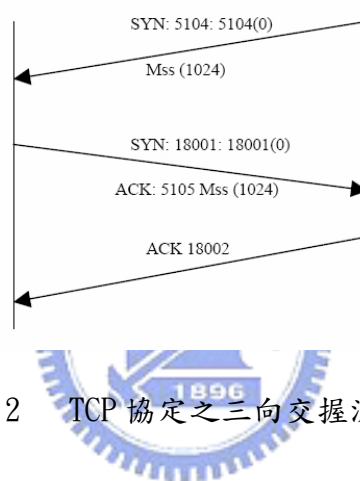 SYN: 5104: 5104(0)
Mss (1024)
SYN: 18001: 18001(0)
ACK: 5105 Mss (1024)
ACK 18002
1896
2 TCP 協定之三向交握